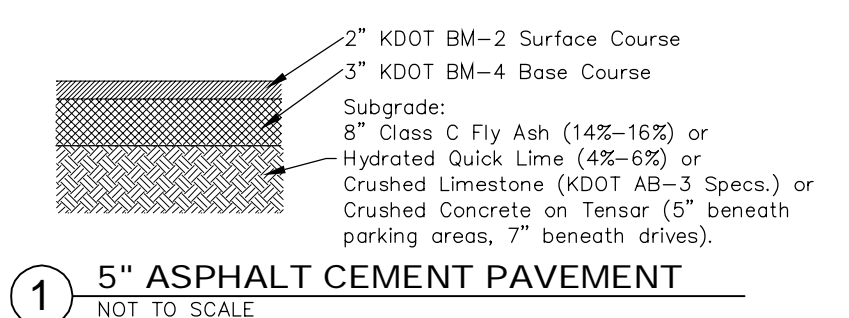 2" KDOT BM-2 Surface Course
3" KDOT BM-4 Base Course
Subgrade:
8" Class C Fly Ash (14%-16%) or
Hydrated Quick Lime (4%-6%) or
Crushed Limestone (KDOT AB-3 Specs.) or
Crushed Concrete on Tensar (5" beneath
parking areas, 7" beneath drives).
1 5" ASPHALT CEMENT PAVEMENT
NOT TO SCALE